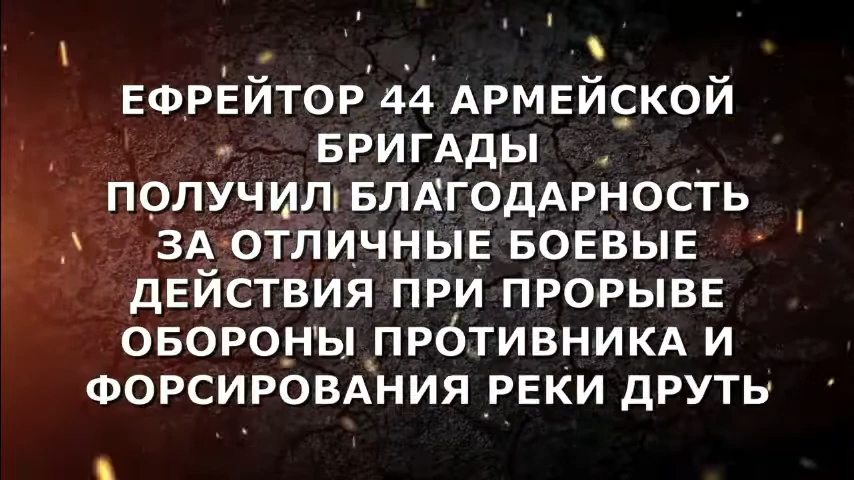 ЕФРЕЙТОР 44 АРМЕЙСКОЙ
БРИГАДЫ
ПОЛУЧИЛ БЛАГОДАРНОСТЬ
ЗА ОТЛИЧНЫЕ БОЕВЫЕ
ДЕЙСТВИЯ ПРИ ПРОРЫВЕ
ОБОРОНЫ ПРОТИВНИКА И
ФОРСИРОВАНИЯ РЕКИ ДРУТЬ